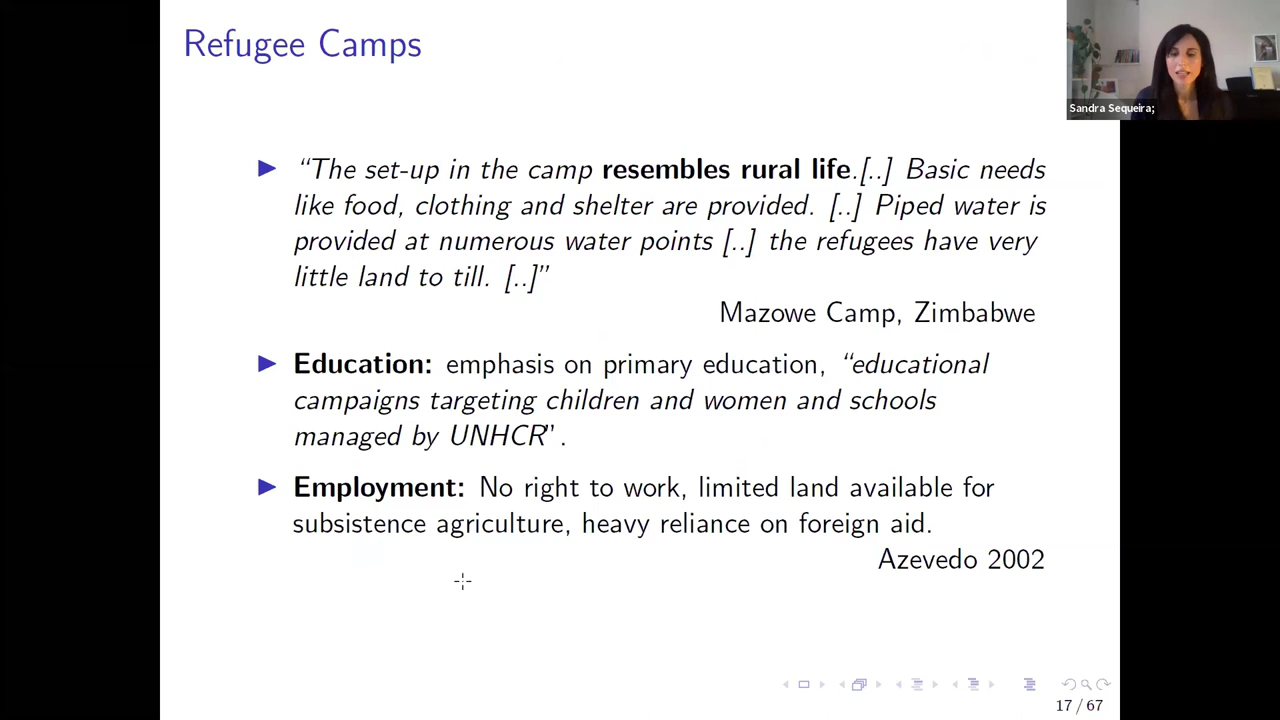 Refugee Camps
Sandra Sequeira;
“The set-up in the camp resembles rural life.[..] Basic needs
like food, clothing and shelter are provided. [..] Piped water is
provided at numerous water points [..] the refugees have very
little land to till. [..]”
Mazowe Camp, Zimbabwe
Education: emphasis on primary education, “educational
campaigns targeting children and women and schools
managed by UNHCR”.
Employment: No right to work, limited land available for
subsistence agriculture, heavy reliance on foreign aid.
Azevedo 2002
17 / 67